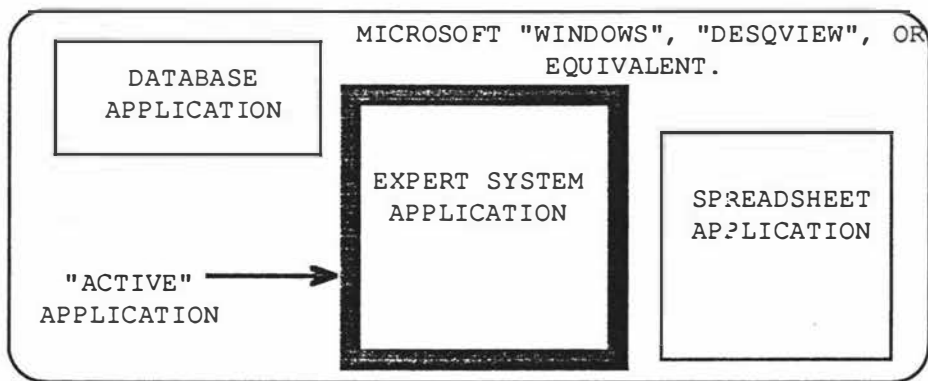 MICROSOFT "WINDOWS", "DESQVIEW", OR
EQUIVALENT.
DATABASE
APPLICATION
EXPERT SYSTEM
APPLICATION
SPREADSHEET
APPLICATION
"ACTIVE"
APPLICATION